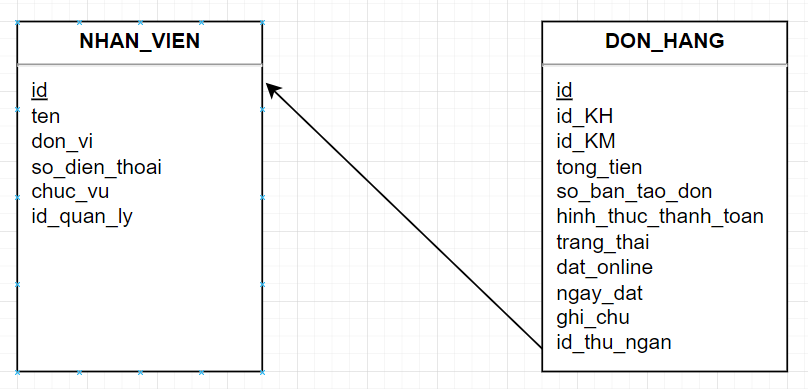 NHAN_VIEN
id
ten
don_vi
so_dien_thoai
chuc_vu
id_quan_ly
DON_HANG
id
id_KH
id_KM
tong_tien
so_ban_tao_don
hinh_thuc_thanh_toan
trang_thai
dat_online
ngay_dat
ghi_chu
id_thu_ngan